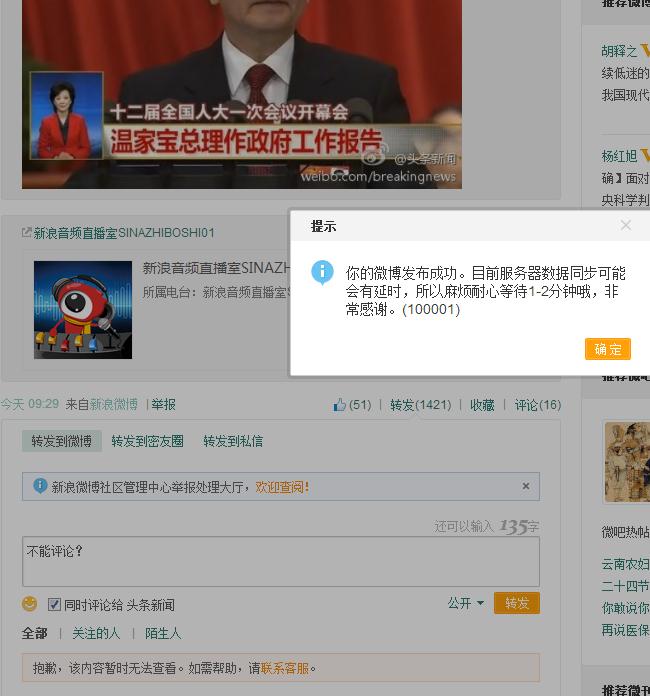 十二届全国人大一次会议开幕会
温家宝总理作政府工作报告
@头条新闻
weibo.com/breakingnews
胡释之
续低迷的
我国现代
杨红旭
确】面对
央科学判
新浪音频直播室SINAZHIBOSHI01
新浪音频直播室SINAZH
所属电台：新浪音频直播室S
提示
你的微博发布成功。目前服务器数据同步可能
会有延时，所以麻烦耐心等待1-2分钟哦，非
常感谢。(100001)
确定
今天 09:29 来自新浪微博 | 举报
(51) | 转发(1421) | 收藏 | 评论(16)
转发到微博 转发到密友圈 转发到私信
新浪微博社区管理中心举报处理大厅，欢迎查阅！
还可以输入 135字
不能评论？
同时评论给 头条新闻
公开 转发
全部 | 关注的人 | 陌生人
抱歉，该内容暂时无法查看。如需帮助，请联系客服。
微吧热帖
云南农妇
二十四节
你敢说你
再说医保
推荐微刊